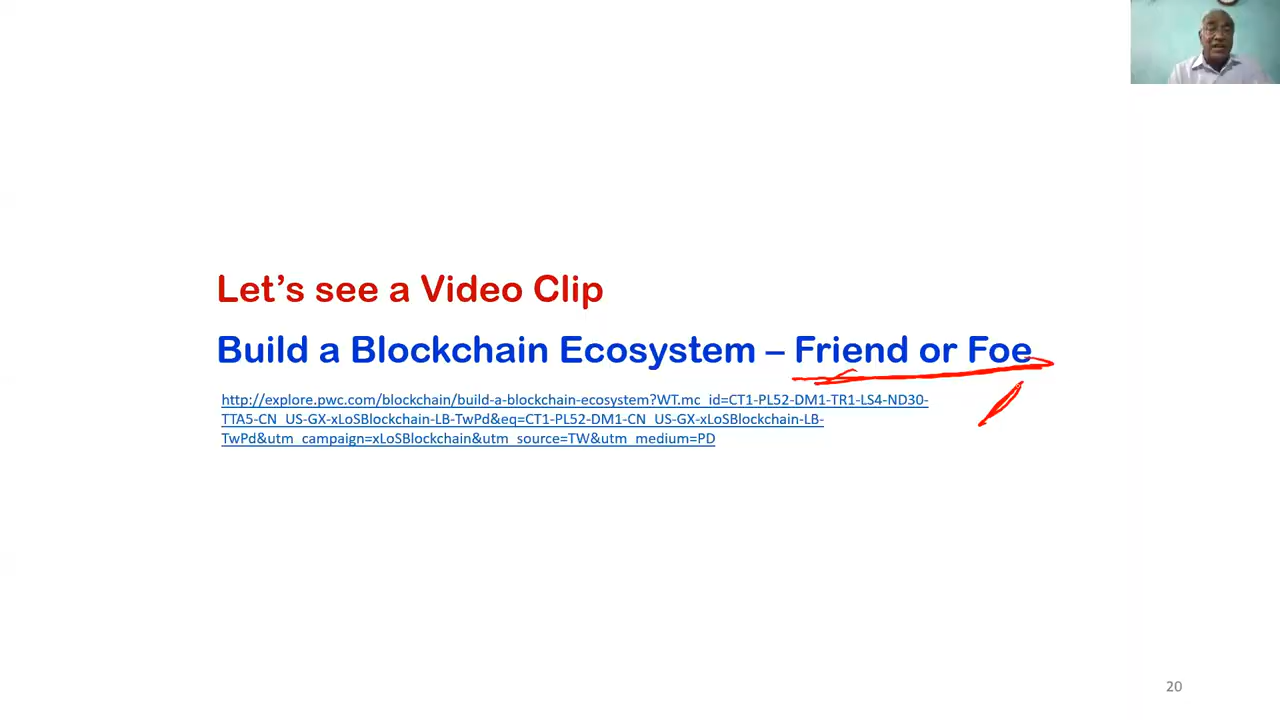 Let's see a Video Clip
Build a Blockchain Ecosystem – Friend or Foe
http://explore.pwc.com/blockchain/build-a-blockchain-ecosystem?WT.mc_id=CT1-PL52-DM1-TR1-LS4-ND30-
TTA5-CN_US-GX-xLoSBlockchain-LB-TwPd&eq=CT1-PL52-DM1-CN_US-GX-xLoSBlockchain-LB-
TwPd&utm_campaign=xLoSBlockchain&utm_source=TW&utm_medium=PD
20